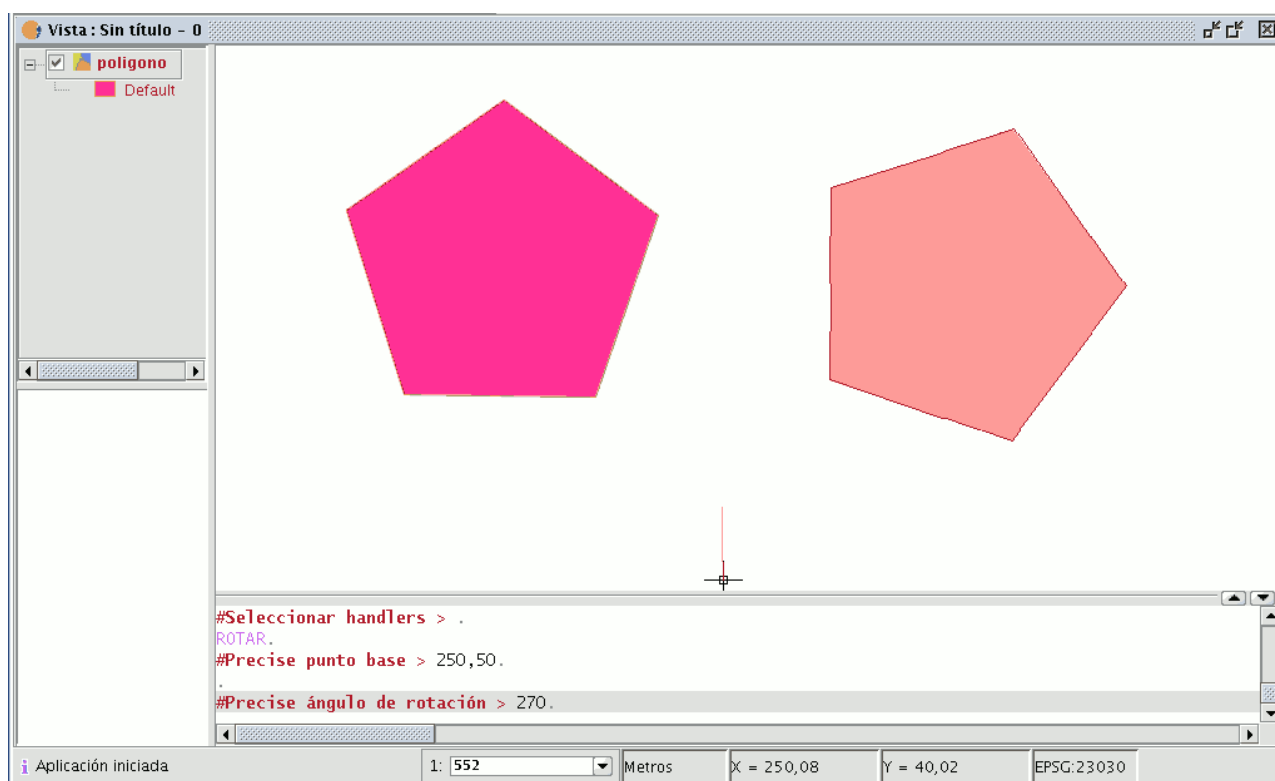 Vista : Sin título - 0
poligono
Default
#Seleccionar handlers > .
ROTAR.
#Precise punto base > 250,50.
.
#Precise ángulo de rotación > 270.
i Aplicación iniciada 1: 552 Metros X = 250,08 Y = 40,02 EPSG:23030